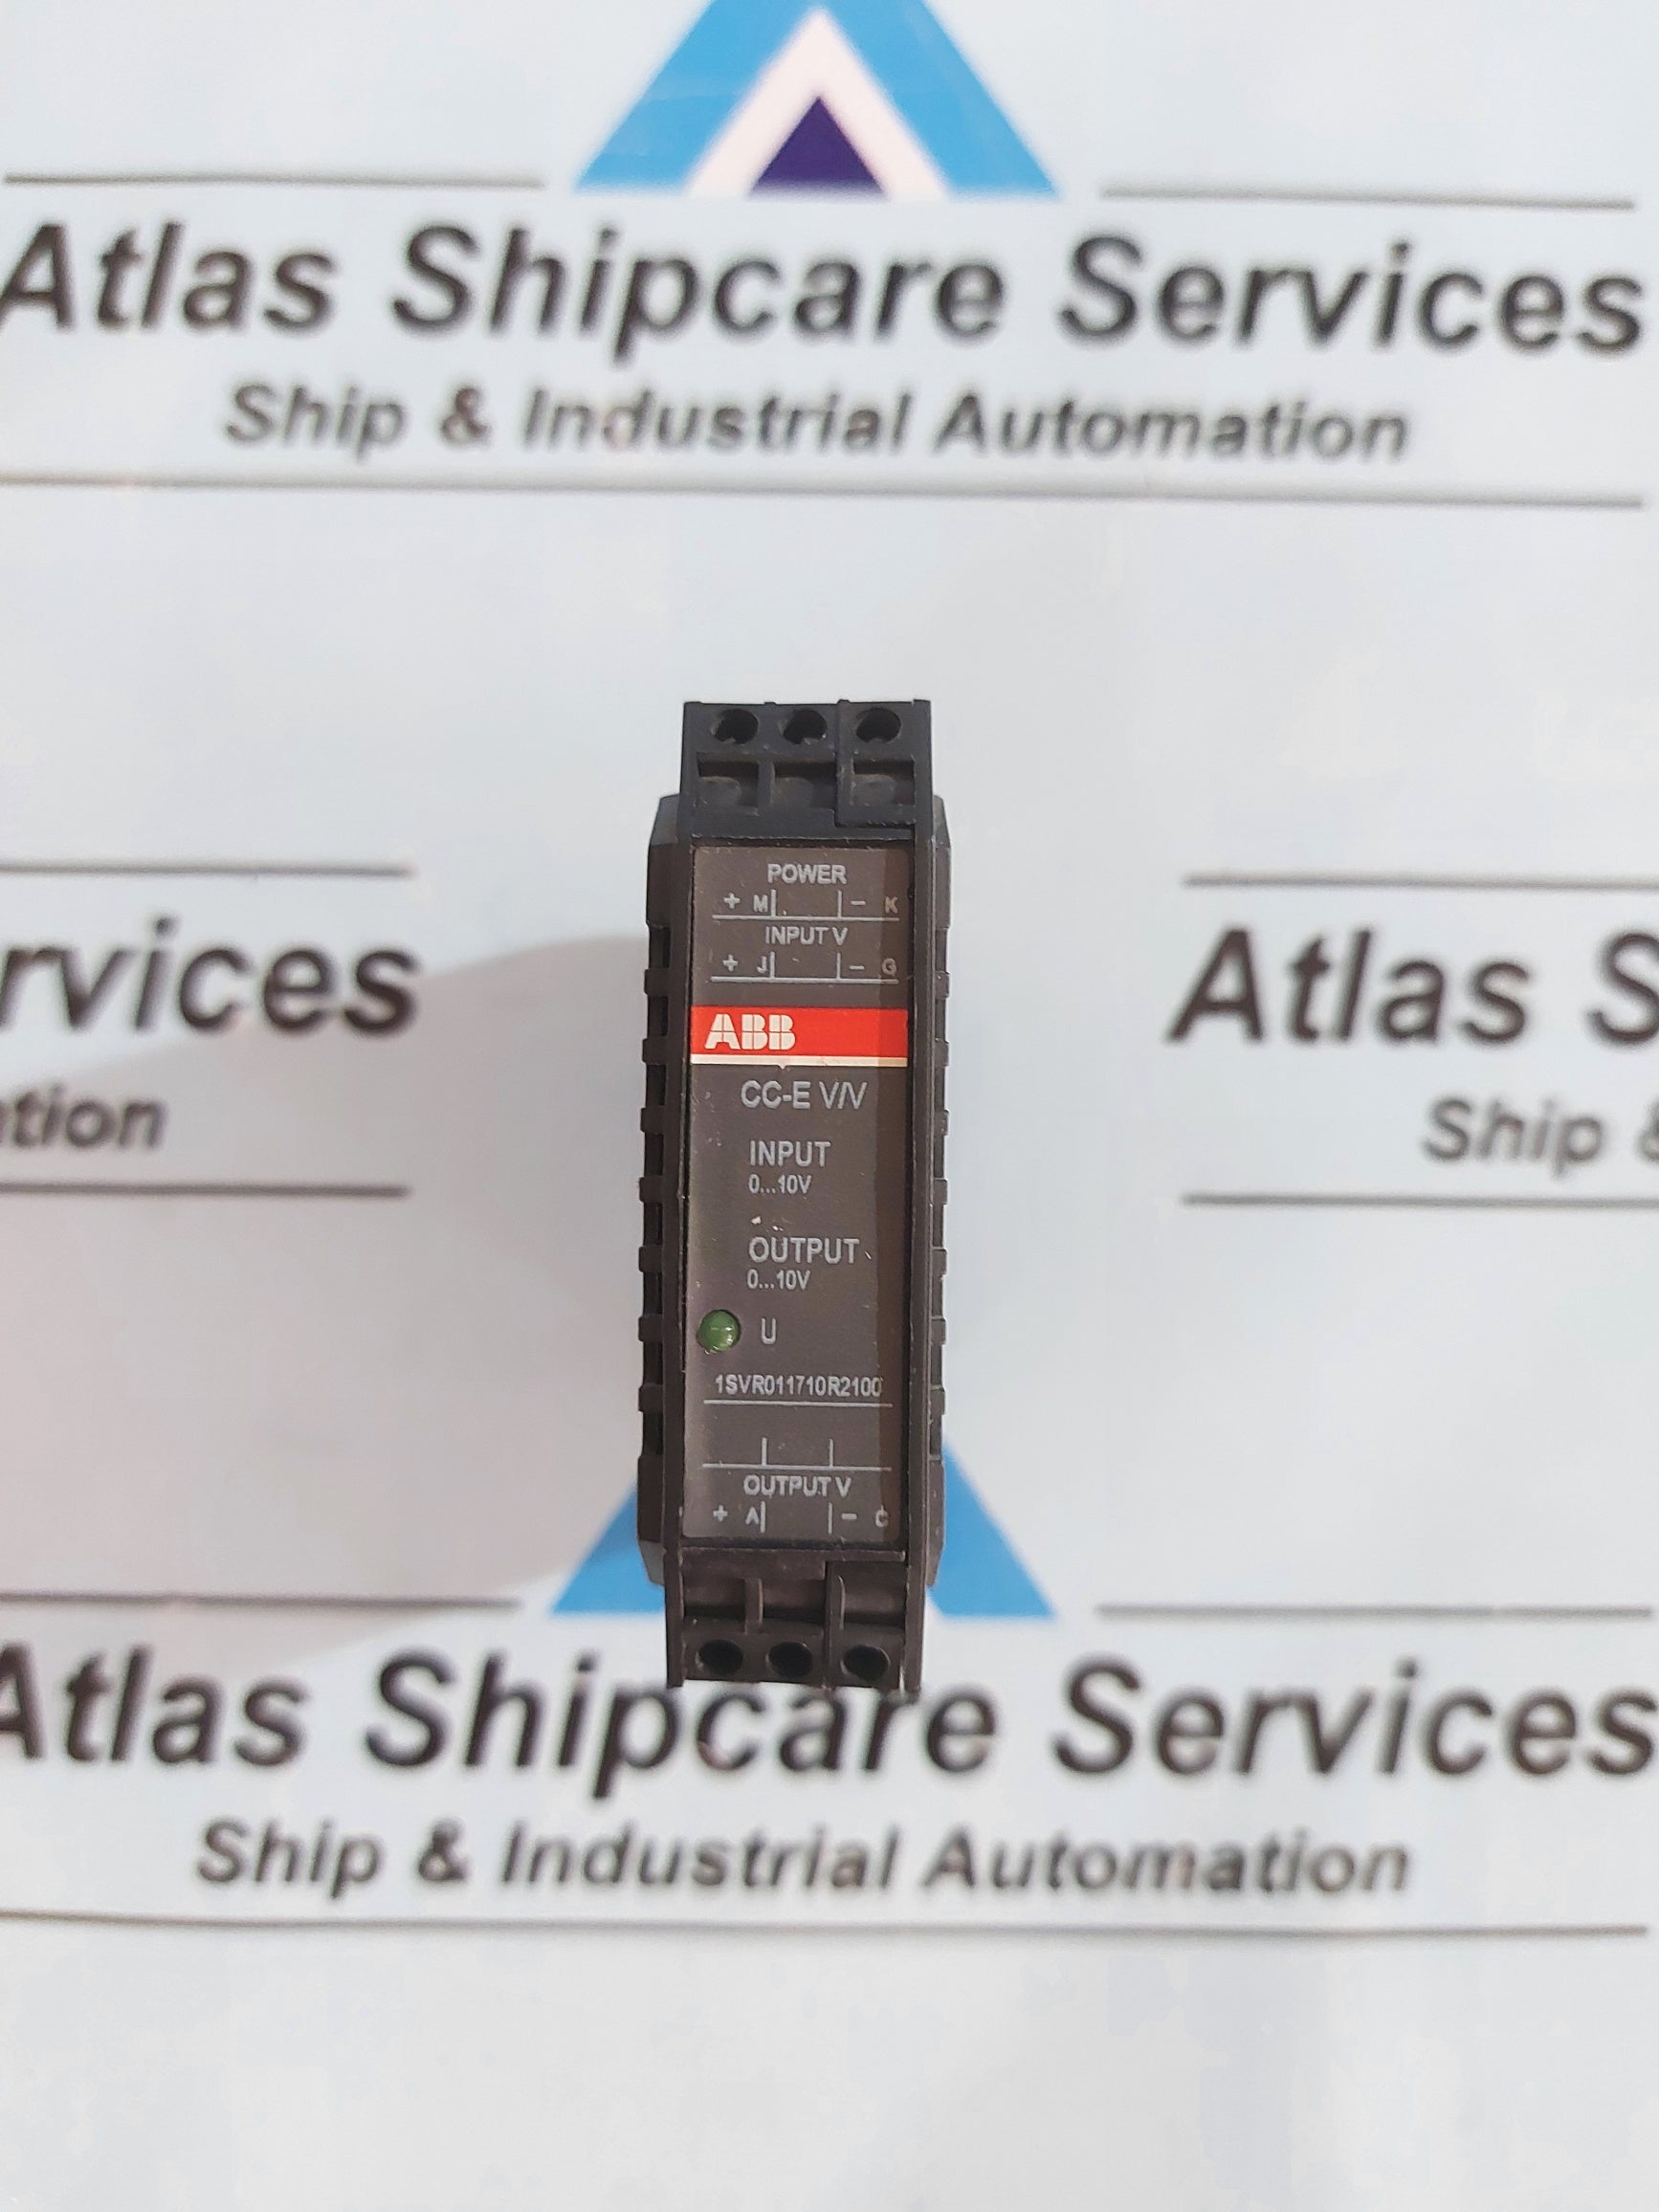 Atlas Shipcare Services
Ship & Industrial Automation
POWER
+ M - K
INPUT V
+ J - G
rvices
ation
Atlas S
Ship &
ABB
CC-E V/V
INPUT
0...10V
OUTPUT
0...10V
U
1SVR011710R2100
OUTPUT V
+ A - C
Atlas Shipcare Services
Ship & Industrial Automation